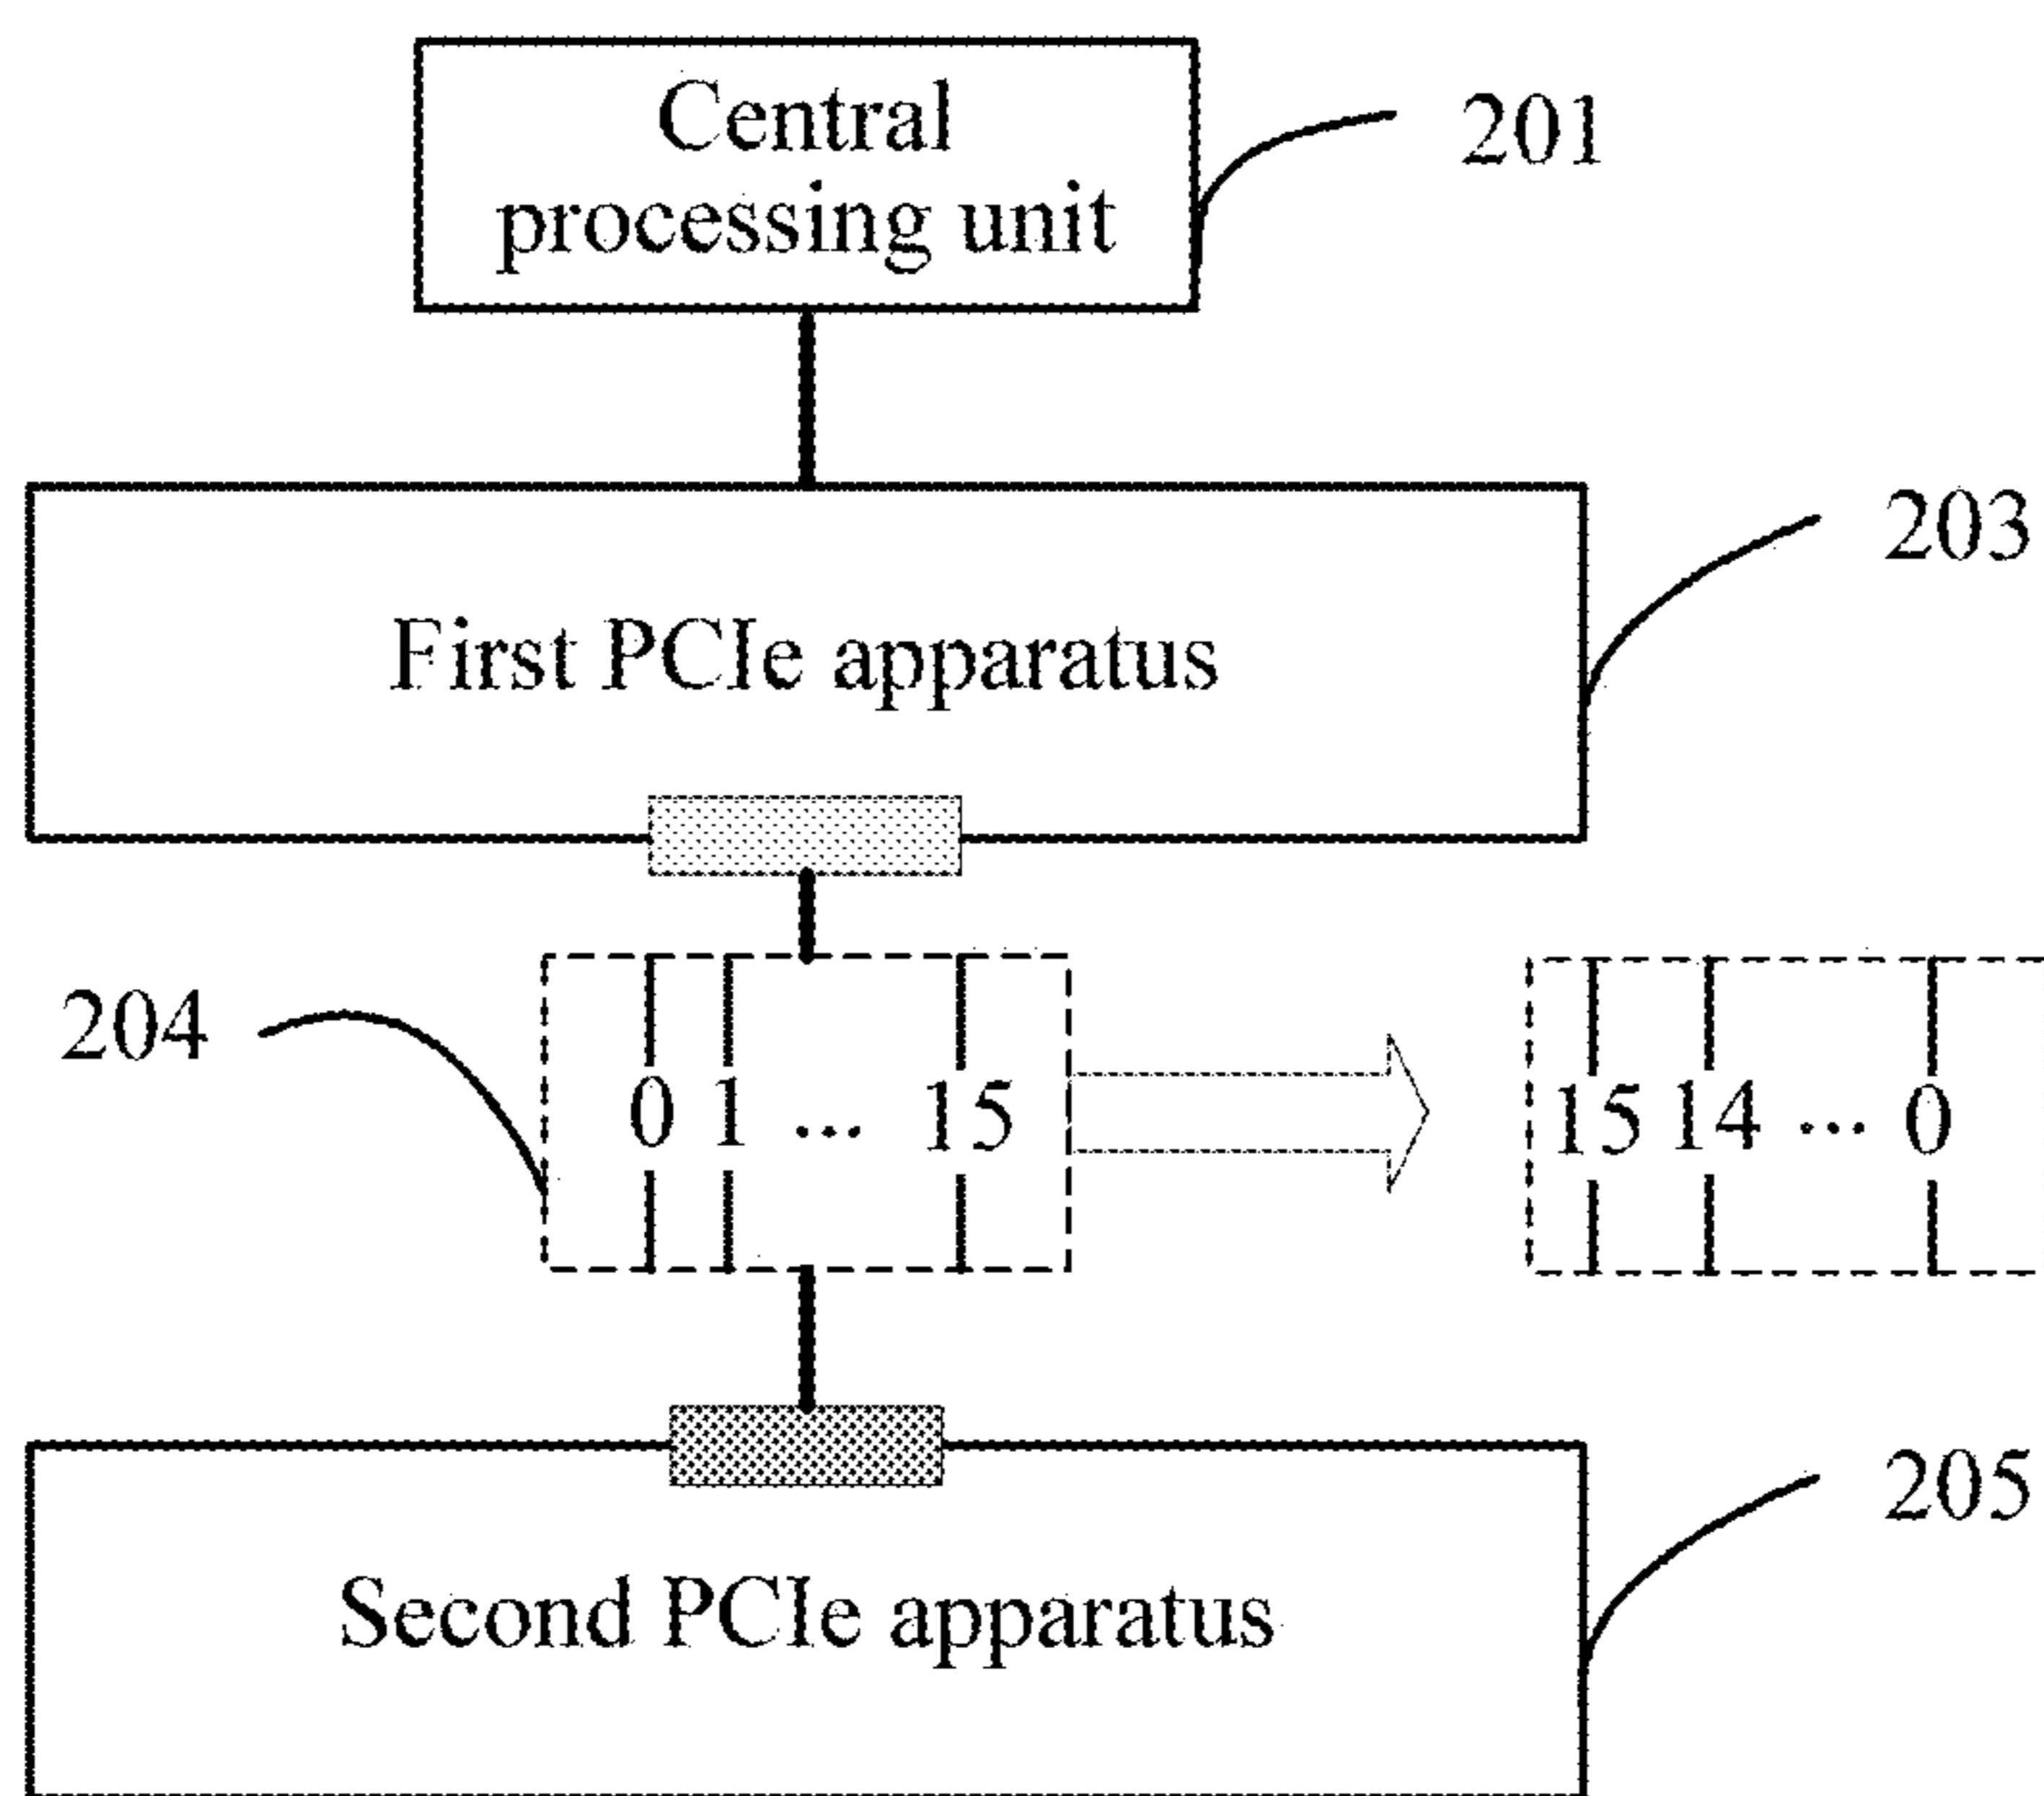 Central
processing unit
201
203
First PCIe apparatus
204
0 1 ... 15
15 14 ... 0
205
Second PCIe apparatus